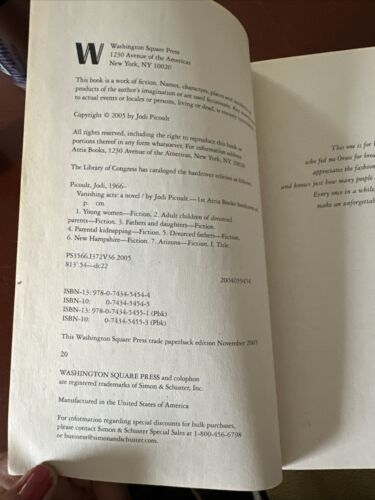 W
Washington Square Press
1230 Avenue of the Americas
New York, NY 10020
This book is a work of fiction. Names, characters, places and incidents are
products of the author's imagination or are used fictitiously. Any resemblance
to actual events or locales or persons, living or dead, is entirely coincidental.
Copyright © 2005 by Jodi Picoult
All rights reserved, including the right to reproduce this book or
portions thereof in any form whatsoever. For information address
Atria Books, 1230 Avenue of the Americas, New York, NY 10020
The Library of Congress has cataloged the hardcover edition as follows:
Picoult, Jodi, 1966–
Vanishing acts: a novel / by Jodi Picoult.—1st Atria Books hardcover ed.
p. cm.
1. Young women—Fiction. 2. Adult children of divorced
parents—Fiction. 3. Fathers and daughters—Fiction.
4. Parental kidnapping—Fiction. 5. Divorced fathers—Fiction.
6. New Hampshire—Fiction. 7. Arizona—Fiction. I. Title.
PS3566.I372V36 2005
813'.54—dc22
2004059454
ISBN-13: 978-0-7434-5454-4
ISBN-10: 0-7434-5454-5
ISBN-13: 978-0-7434-5455-1 (Pbk)
ISBN-10: 0-7434-5455-3 (Pbk)
This Washington Square Press trade paperback edition November 2005
20
WASHINGTON SQUARE PRESS and colophon
are registered trademarks of Simon & Schuster, Inc.
Manufactured in the United States of America
For information regarding special discounts for bulk purchases,
please contact Simon & Schuster Special Sales at 1-800-456-6798
or business@simonandschuster.com
This one is for
who fed me Oreos for
appreciates the fashion
and knows just how many people
Every once in a while
make an unforgettable